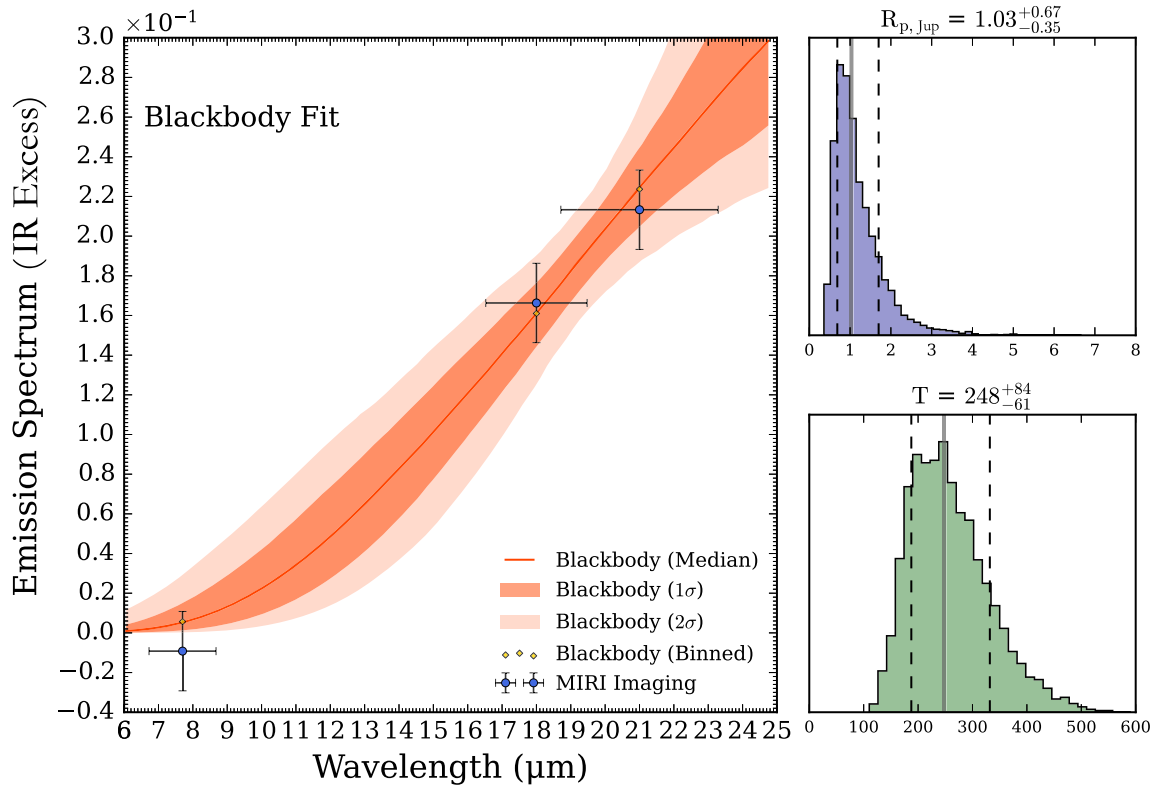 ×10⁻¹
3.0
2.6
2.4
2.2
2.0
1.8
1.6
1.4
1.2
1.0
0.8
0.6
0.4
0.2
0.0
−0.2
−0.4
Emission Spectrum (IR Excess)
Blackbody Fit
Blackbody (Median)
Blackbody (1σ)
Blackbody (2σ)
Blackbody (Binned)
MIRI Imaging
6 7 8 9 10 11 12 13 14 15 16 17 18 19 20 21 22 23 24 25
Wavelength (μm)
R_{p, Jup} = 1.03^{+0.67}_{−0.35}
0 1 2 3 4 5 6 7 8
T = 248^{+84}_{−61}
0 100 200 300 400 500 600